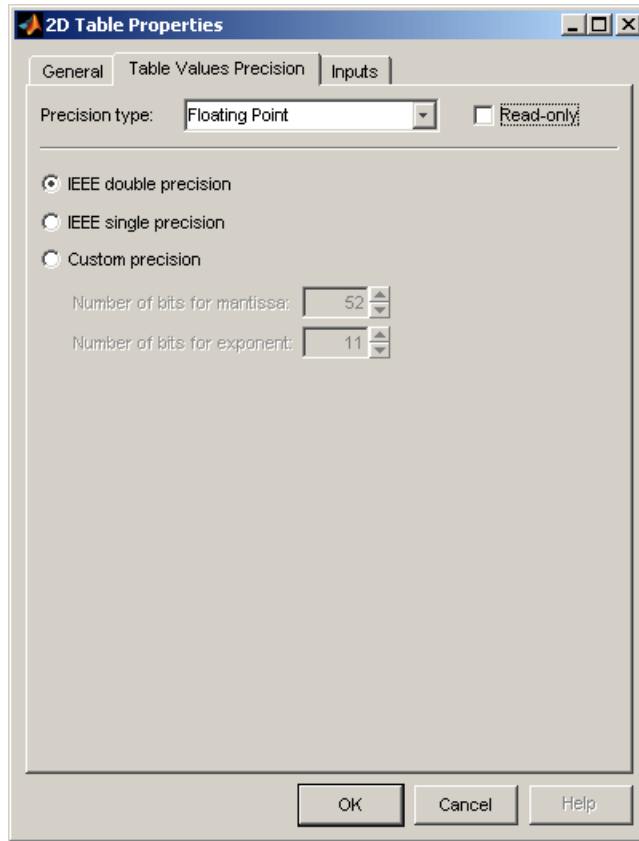 2D Table Properties
General Table Values Precision Inputs
Precision type: Floating Point Read-only
IEEE double precision
IEEE single precision
Custom precision
Number of bits for mantissa: 52
Number of bits for exponent: 11
OK Cancel Help